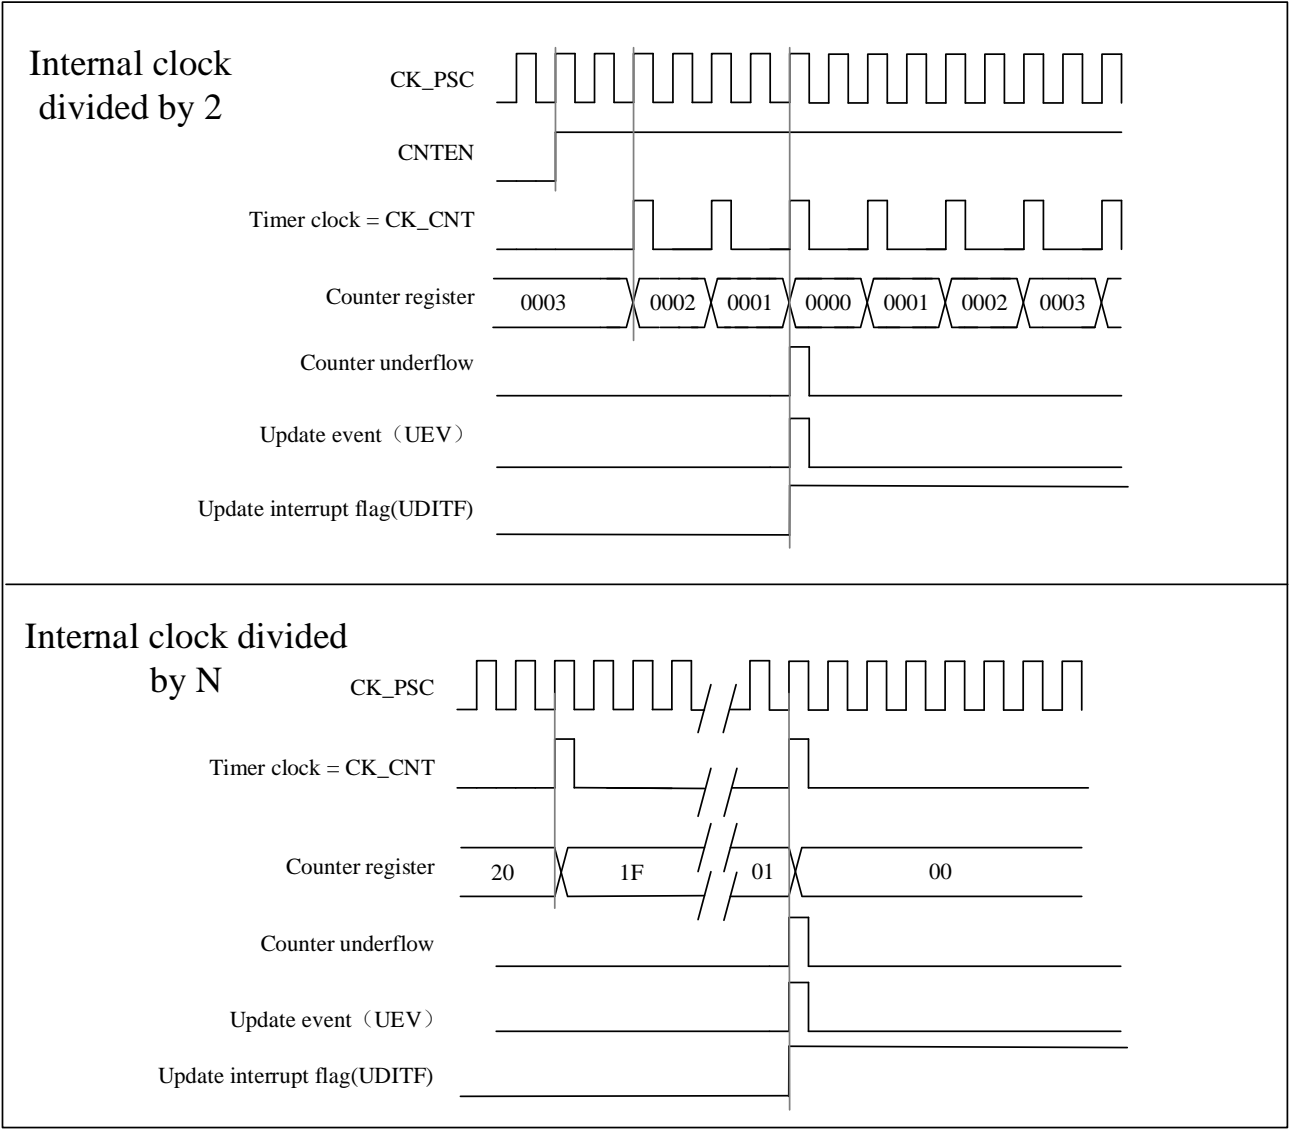 Internal clock
divided by 2
CK_PSC
CNTEN
Timer clock = CK_CNT
Counter register
0003 0002 0001 0000 0001 0002 0003
Counter underflow
Update event（UEV）
Update interrupt flag(UDITF)
Internal clock divided
by N
CK_PSC
Timer clock = CK_CNT
Counter register
20 1F 01 00
Counter underflow
Update event（UEV）
Update interrupt flag(UDITF)